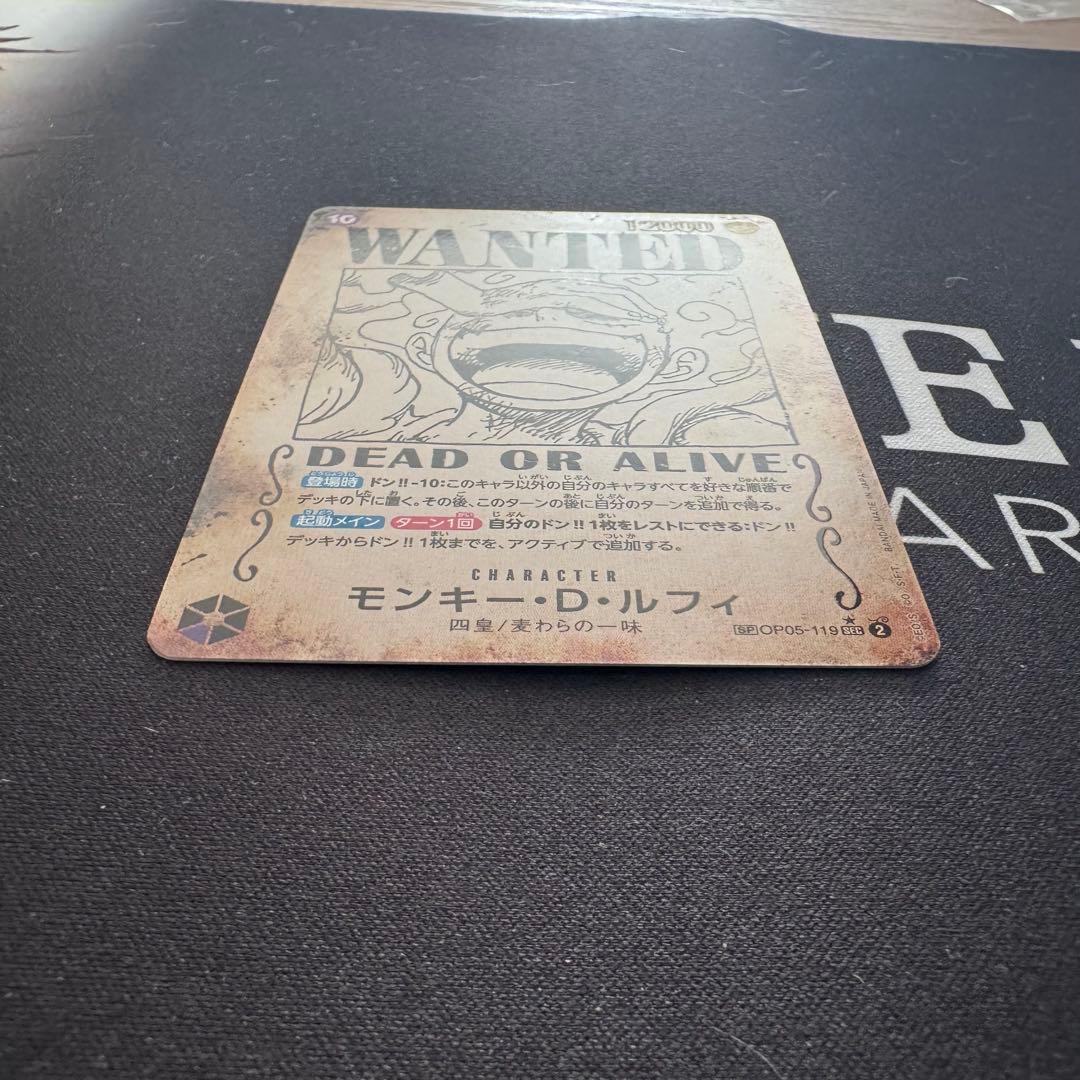 10
12000
WANTED
DEAD OR ALIVE
登場時 ドン!!-10:このキャラ以外の自分のキャラすべてを好きな順番で
デッキの下に置く。その後、このターンの後に自分のターンを追加で得る。
起動メイン ターン1回 自分のドン!!1枚をレストにできる:ドン!!
デッキからドン!!1枚までを、アクティブで追加する。
CHARACTER
モンキー・D・ルフィ
四皇/麦わらの一味
SP OP05-119 SEC 2
BANDAI MADE IN JAPAN
E
AR